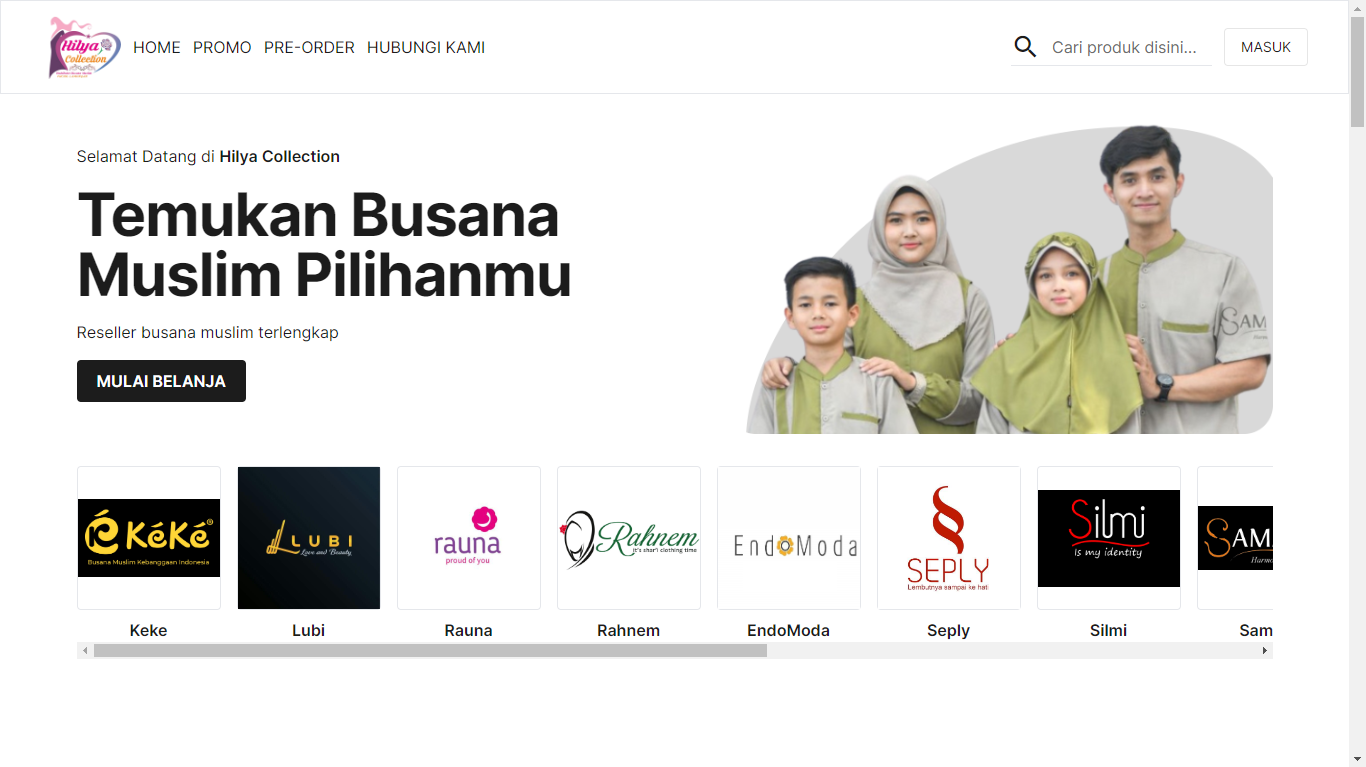 Hilya
Collection
HOME PROMO PRE-ORDER HUBUNGI KAMI
Cari produk disini...
MASUK
Selamat Datang di Hilya Collection
Temukan Busana
Muslim Pilihanmu
Reseller busana muslim terlengkap
MULAI BELANJA
SAM
KéKé®
Busana Muslim Kebanggaan Indonesia
LUBI
Love and Beauty
rauna
proud of you
Rahnem
it's shar'i clothing time
EndoModa
SEPLY
Lembutnya sampai ke hati
Silmi
Is my identity
SAM
Harmo
Keke
Lubi
Rauna
Rahnem
EndoModa
Seply
Silmi
Sam